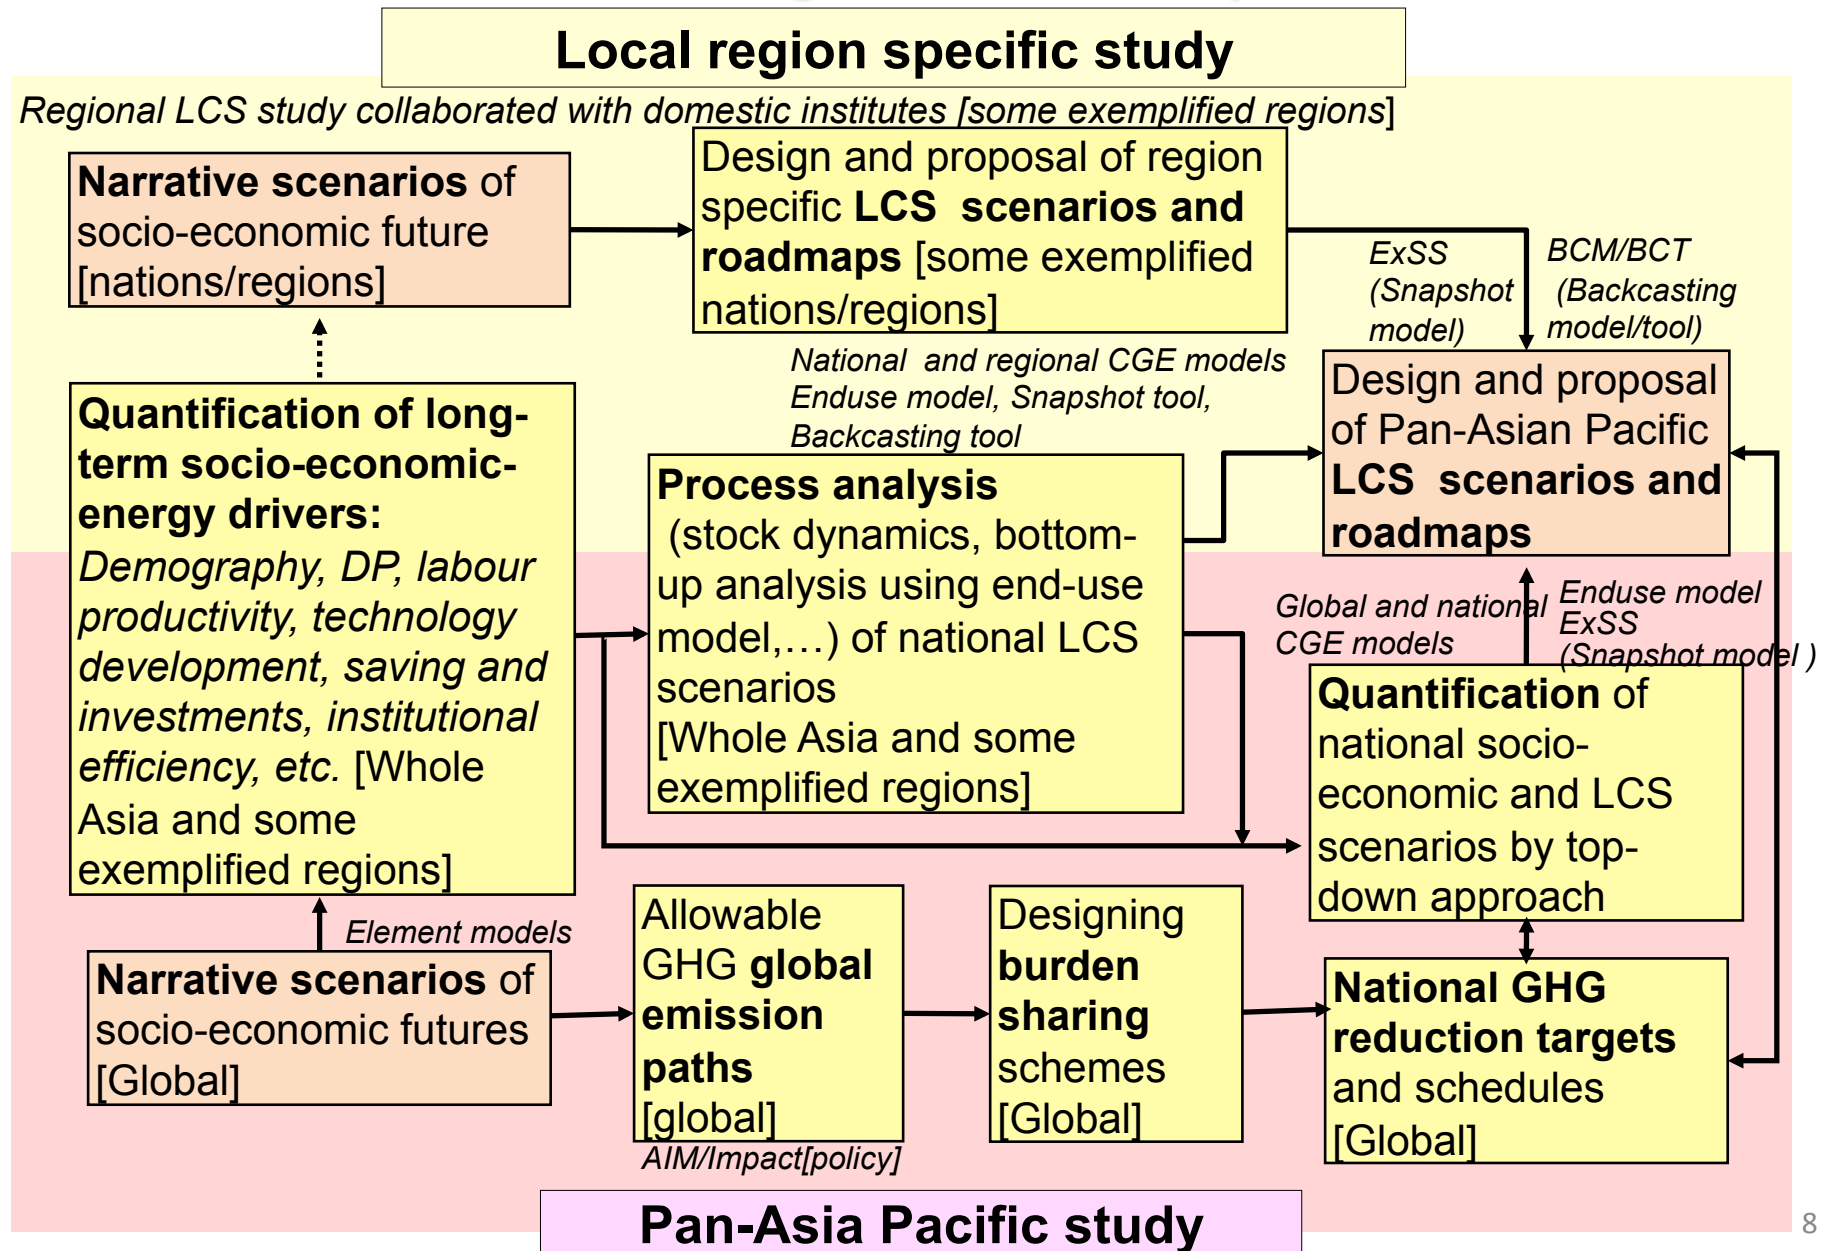 Local region specific study
Regional LCS study collaborated with domestic institutes [some exemplified regions]
Narrative scenarios of
socio-economic future
[nations/regions]
Design and proposal of region
specific LCS scenarios and
roadmaps [some exemplified
nations/regions]
ExSS
(Snapshot
model)
BCM/BCT
(Backcasting
model/tool)
National and regional CGE models
Enduse model, Snapshot tool,
Backcasting tool
Design and proposal
of Pan-Asian Pacific
LCS scenarios and
roadmaps
Quantification of long-
term socio-economic-
energy drivers:
Demography, DP, labour
productivity, technology
development, saving and
investments, institutional
efficiency, etc. [Whole
Asia and some
exemplified regions]
Process analysis
(stock dynamics, bottom-
up analysis using end-use
model,…) of national LCS
scenarios
[Whole Asia and some
exemplified regions]
Global and national
CGE models
Enduse model
ExSS
(Snapshot model )
Quantification of
national socio-
economic and LCS
scenarios by top-
down approach
Element models
Narrative scenarios of
socio-economic futures
[Global]
Allowable
GHG global
emission
paths
[global]
AIM/Impact[policy]
Designing
burden
sharing
schemes
[Global]
National GHG
reduction targets
and schedules
[Global]
Pan-Asia Pacific study
8